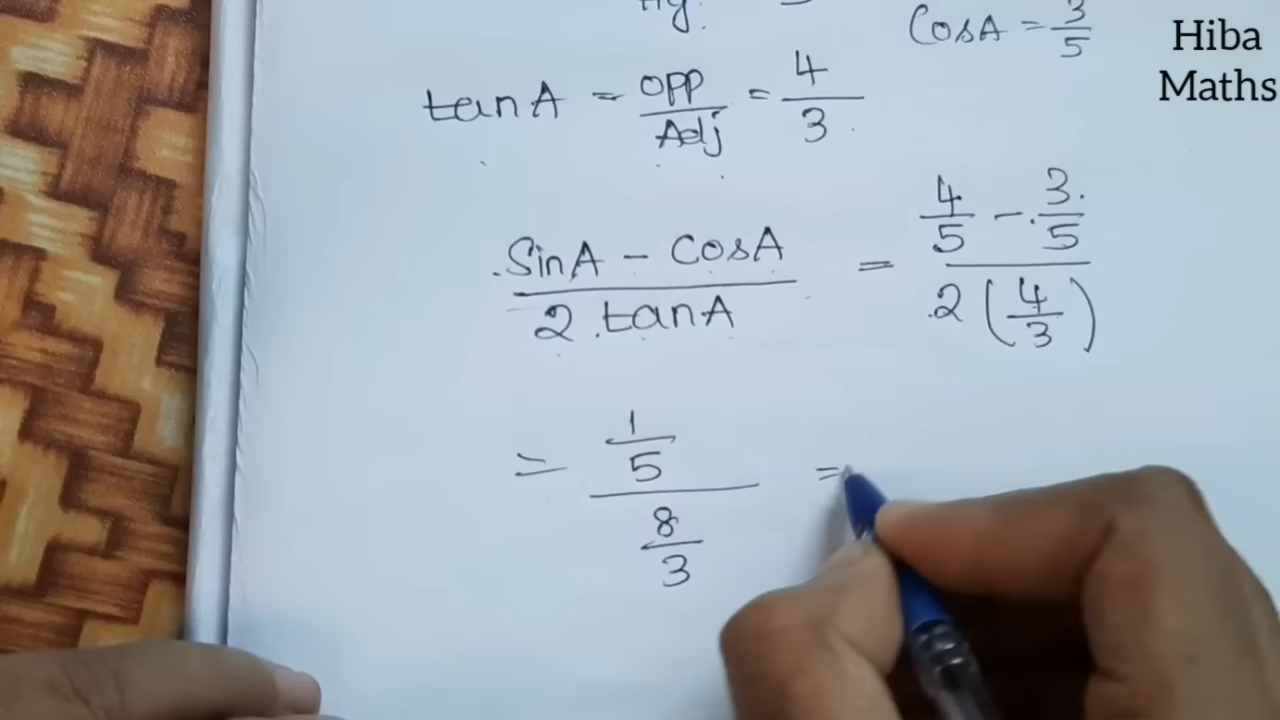 Hy.
CosA = 3/5
Hiba
Maths
tanA = opp/Adj = 4/3
SinA - CosA / 2.tanA = 4/5 - 3/5 / 2(4/3)
= 1/5 / 8/3 =